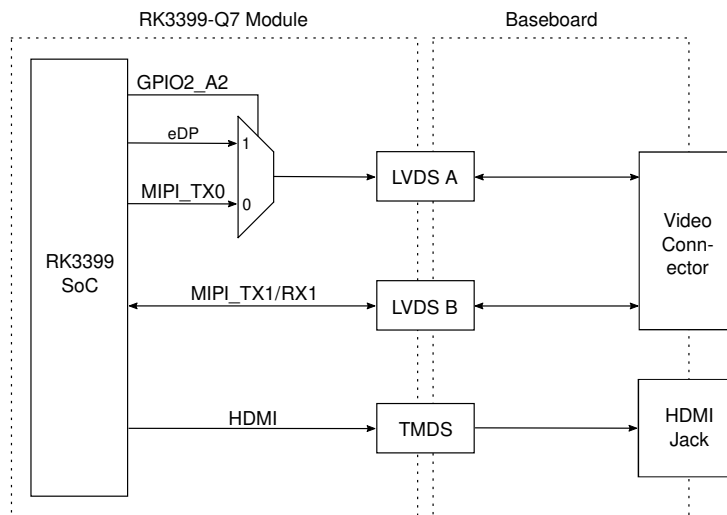 RK3399-Q7 Module
Baseboard
GPIO2_A2
eDP
1
MIPI_TX0
0
LVDS A
Video
Conn-
ector
RK3399
SoC
MIPI_TX1/RX1
LVDS B
HDMI
TMDS
HDMI
Jack